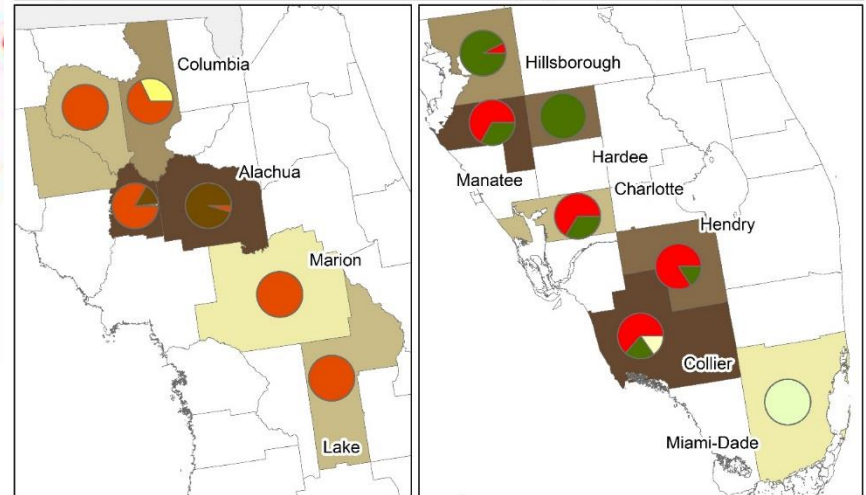 Columbia
Alachua
Marion
Lake
Hillsborough
Hardee
Manatee
Charlotte
Hendry
Collier
Miami-Dade